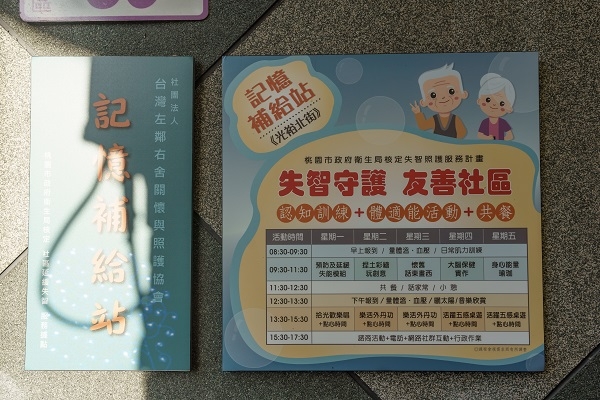 社團法人
台灣左鄰右舍關懷與照護協會
記憶補給站
記憶
補給站
《光裕北街》
桃園市政府衛生局核定失智照護服務計畫
失智守護 友善社區
認知訓練+體適能活動+共餐
活動時間 星期一 星期二 星期三 星期四 星期五
08:30-09:30 早上報到 / 量體溫、血壓 / 日常肌力訓練
09:30-11:30 預防及延緩失能模組 捏土彩繪玩創意 懷舊話東畫西 大腦保健實作 身心能量瑜珈
11:30-12:30 共餐 / 話家常 / 小憩
12:30-13:30 下午報到 / 量體溫、血壓 / 曬太陽/音樂欣賞
13:30-15:30 拾光歡樂唱+點心時間 樂活外丹功+點心時間 樂活外丹功+點心時間 活躍五感桌遊+點心時間 活躍五感桌遊+點心時間
15:30-17:30 諮商活動+電訪+網路社群互動+行政作業